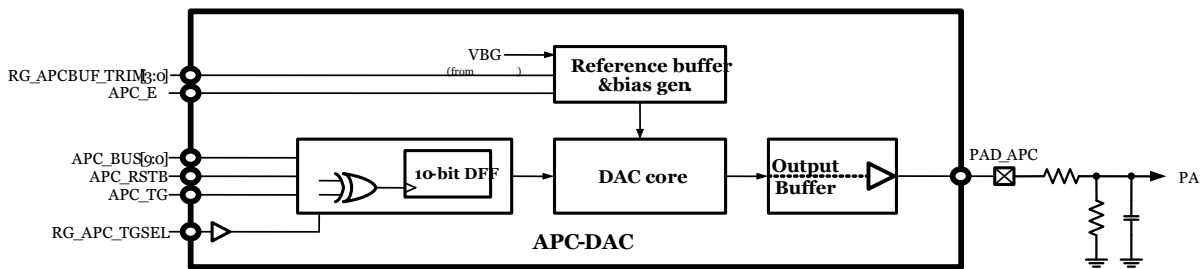 VBG
(from )
Reference buffer
&bias gen.
RG_APCBUF_TRIM[3:0]
APC_E
APC_BUS[9:0]
APC_RSTB
APC_TG
RG_APC_TGSEL
10-bit DFF
DAC core
Output
Buffer
PAD_APC
PA
APC-DAC